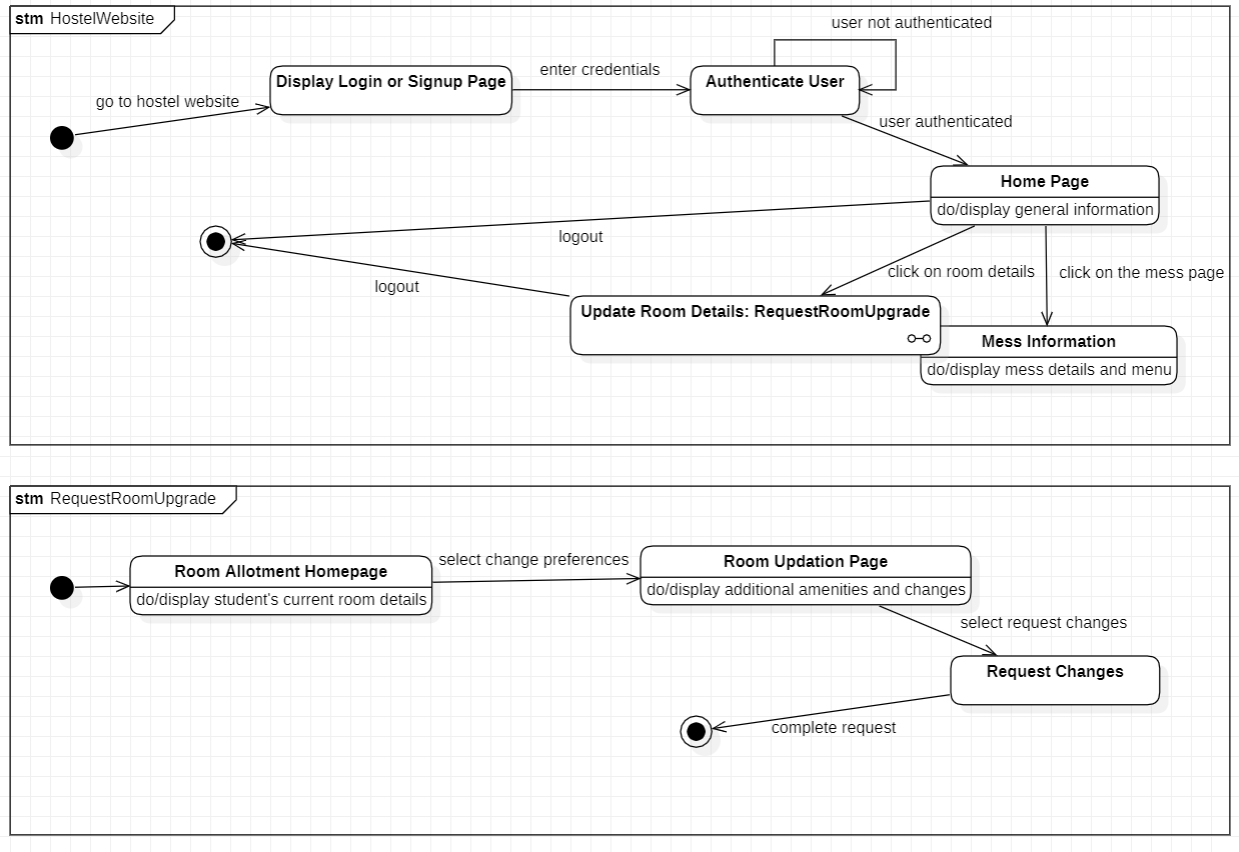 stm HostelWebsite
user not authenticated
Display Login or Signup Page
enter credentials
Authenticate User
go to hostel website
user authenticated
Home Page
do/display general information
logout
click on room details
click on the mess page
logout
Update Room Details: RequestRoomUpgrade
Mess Information
do/display mess details and menu
stm RequestRoomUpgrade
Room Allotment Homepage
do/display student's current room details
select change preferences
Room Updation Page
do/display additional amenities and changes
select request changes
Request Changes
complete request